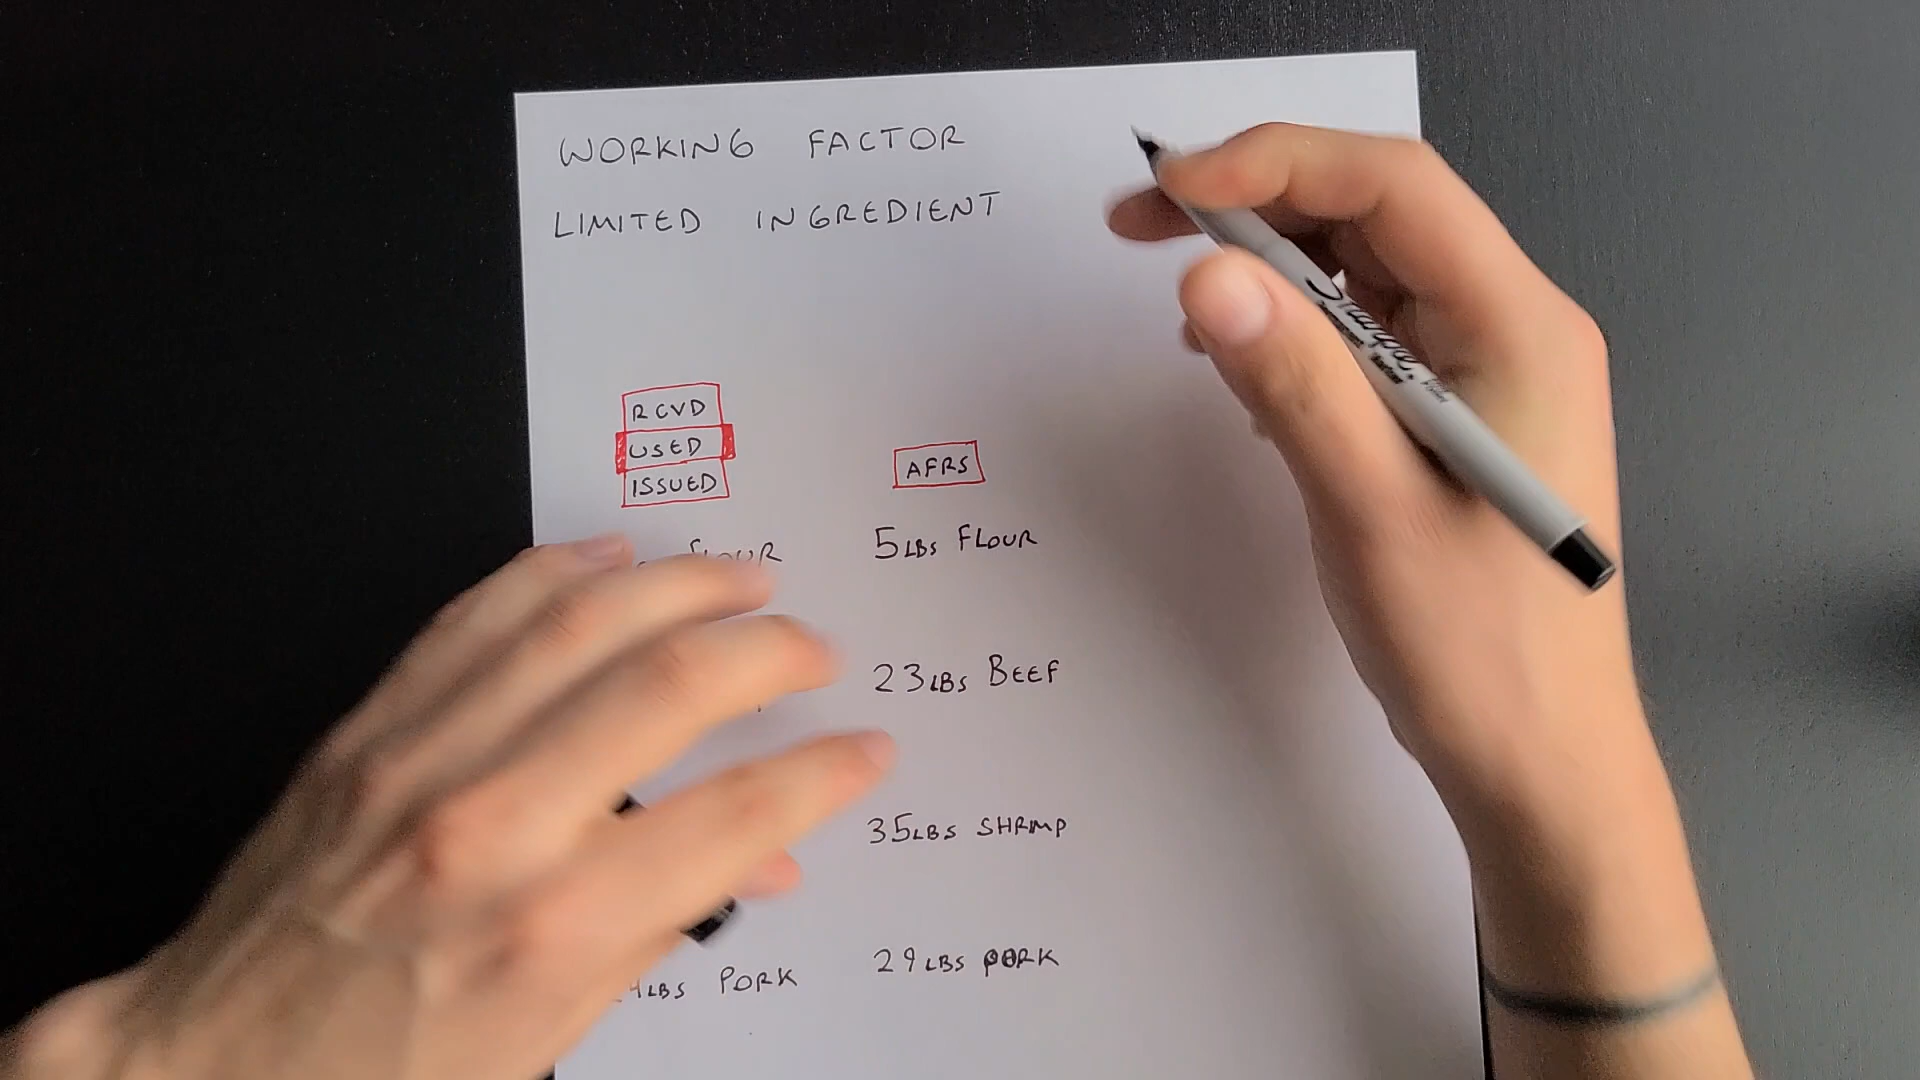 WORKING FACTOR
LIMITED INGREDIENT
RCVD
USED
ISSUED
AFRS
FLOUR
5LBS FLOUR
23LBS BEEF
35LBS SHRMP
LBS PORK
29LBS PORK
Sharpie